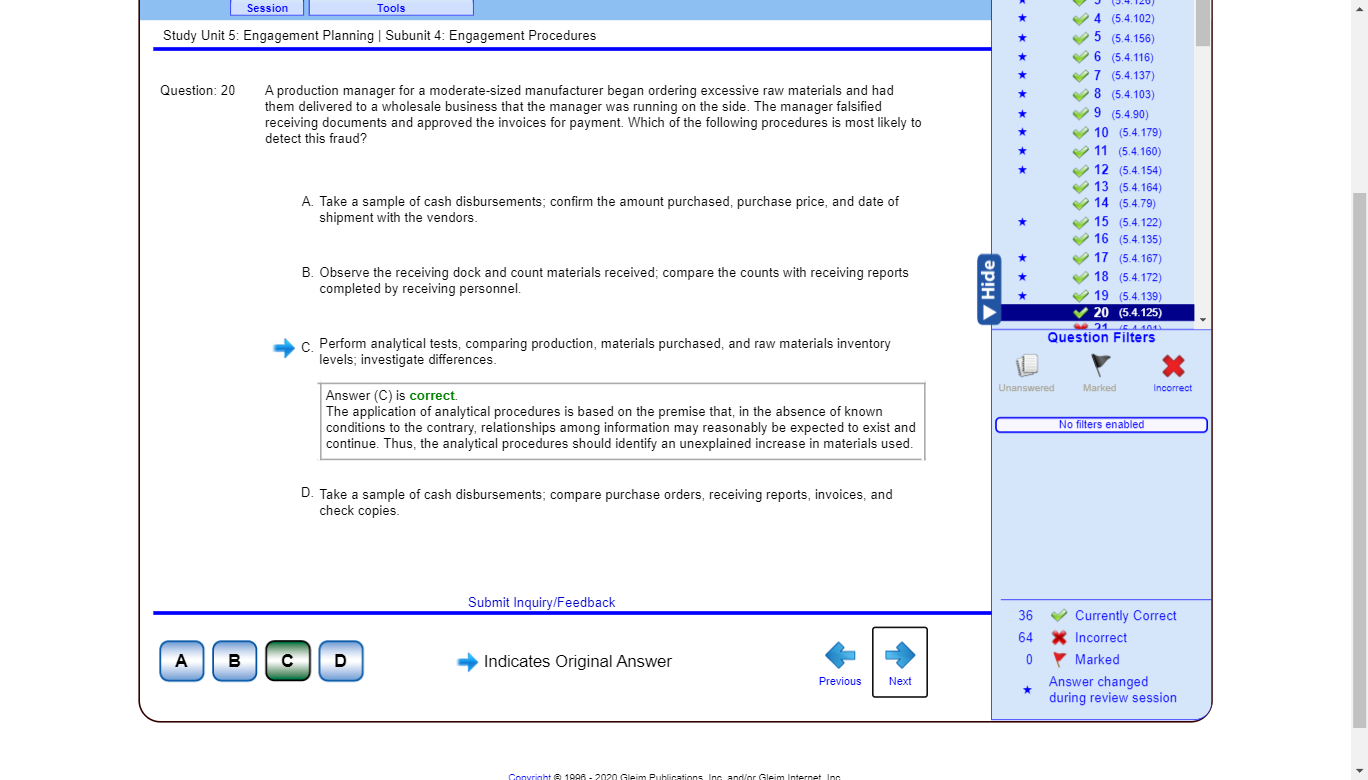 Session
Tools
Study Unit 5: Engagement Planning | Subunit 4: Engagement Procedures
Question: 20
A production manager for a moderate-sized manufacturer began ordering excessive raw materials and had
them delivered to a wholesale business that the manager was running on the side. The manager falsified
receiving documents and approved the invoices for payment. Which of the following procedures is most likely to
detect this fraud?
A. Take a sample of cash disbursements; confirm the amount purchased, purchase price, and date of
shipment with the vendors.
B. Observe the receiving dock and count materials received; compare the counts with receiving reports
completed by receiving personnel.
C. Perform analytical tests, comparing production, materials purchased, and raw materials inventory
levels; investigate differences.
Answer (C) is correct.
The application of analytical procedures is based on the premise that, in the absence of known
conditions to the contrary, relationships among information may reasonably be expected to exist and
continue. Thus, the analytical procedures should identify an unexplained increase in materials used.
D. Take a sample of cash disbursements; compare purchase orders, receiving reports, invoices, and
check copies.
Submit Inquiry/Feedback
A B C D
Indicates Original Answer
Previous
Next
3 (5.4.126)
4 (5.4.102)
5 (5.4.156)
6 (5.4.116)
7 (5.4.137)
8 (5.4.103)
9 (5.4.90)
10 (5.4.179)
11 (5.4.160)
12 (5.4.154)
13 (5.4.164)
14 (5.4.79)
15 (5.4.122)
16 (5.4.135)
17 (5.4.167)
18 (5.4.172)
19 (5.4.139)
20 (5.4.125)
21 (5.4.101)
Hide
Question Filters
Unanswered
Marked
Incorrect
No filters enabled
36 Currently Correct
64 Incorrect
0 Marked
Answer changed
during review session
Copyright © 1996 - 2020 Gleim Publications, Inc. and/or Gleim Internet, Inc.